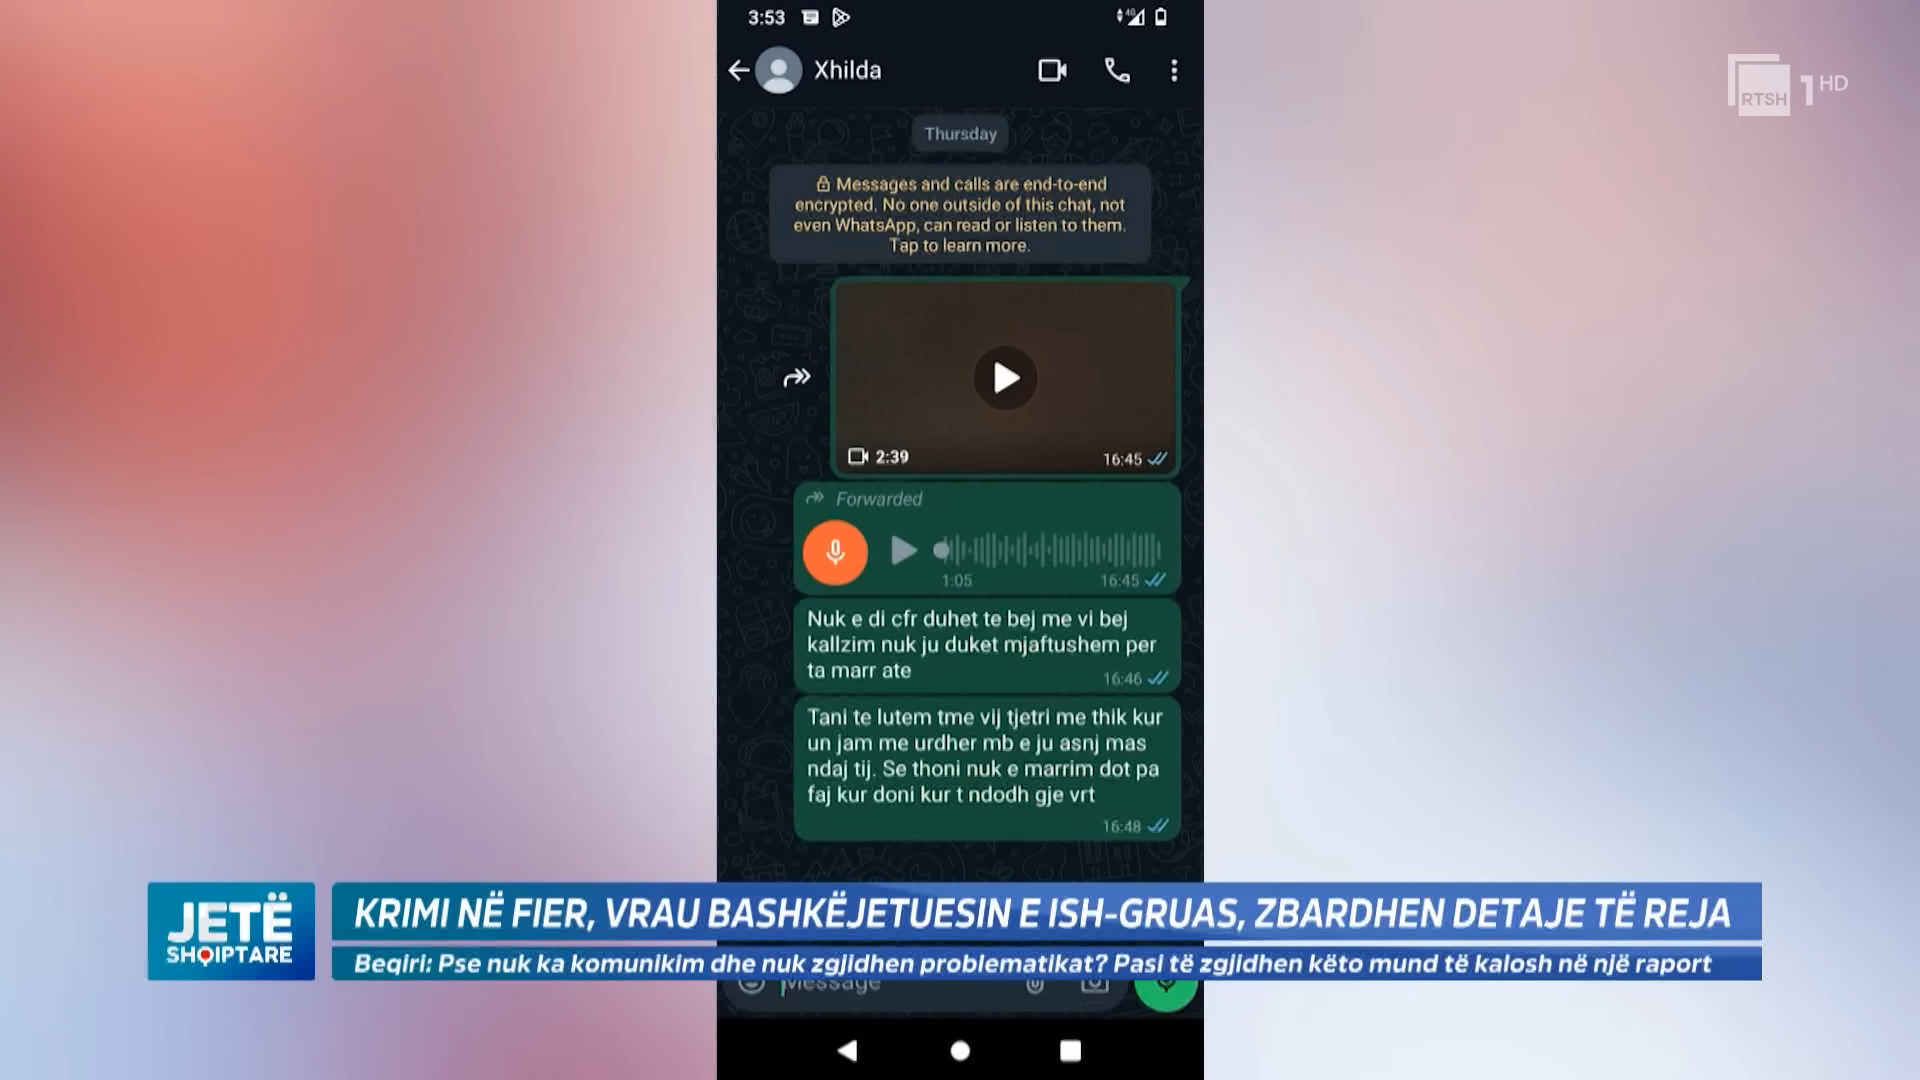 3:53
4G
Xhilda
RTSH 1 HD
Thursday
Messages and calls are end-to-end
encrypted. No one outside of this chat, not
even WhatsApp, can read or listen to them.
Tap to learn more.
2:39
16:45
Forwarded
1:05
16:45
Nuk e di cfr duhet te bej me vi bej
kallzim nuk ju duket mjaftushem per
ta marr ate
16:46
Tani te lutem tme vij tjetri me thik kur
un jam me urdher mb e ju asnj mas
ndaj tij. Se thoni nuk e marrim dot pa
faj kur doni kur t ndodh gje vrt
16:48
JETË
SHQIPTARE
KRIMI NË FIER, VRAU BASHKËJETUESIN E ISH-GRUAS, ZBARDHEN DETAJE TË REJA
Beqiri: Pse nuk ka komunikim dhe nuk zgjidhen problematikat? Pasi të zgjidhen këto mund të kalosh në një raport
Message